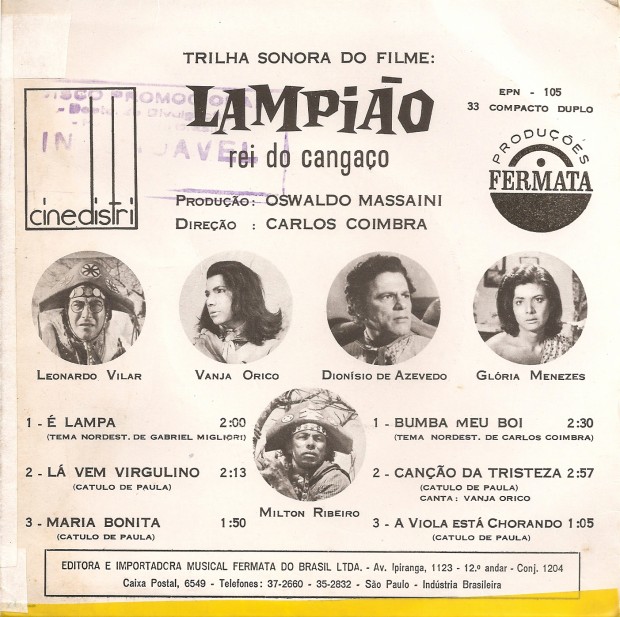 TRILHA SONORA DO FILME:
EPN - 105
33 COMPACTO DUPLO
LAMPIÃO
rei do cangaço
DISCO PROMOCIONAL
IN
AVEL
cinedistri
PRODUÇÕES
FERMATA
PRODUÇÃO: OSWALDO MASSAINI
DIREÇÃO : CARLOS COIMBRA
LEONARDO VILAR
VANJA ORICO
DIONÍSIO DE AZEVEDO
GLÓRIA MENEZES
1 - É LAMPA 2:00
(TEMA NORDEST. DE GABRIEL MIGLIORI)
2 - LÁ VEM VIRGULINO 2:13
(CATULO DE PAULA)
3 - MARIA BONITA 1:50
(CATULO DE PAULA)
MILTON RIBEIRO
1 - BUMBA MEU BOI 2:30
(TEMA NORDEST. DE CARLOS COIMBRA)
2 - CANÇÃO DA TRISTEZA 2:57
(CATULO DE PAULA)
CANTA: VANJA ORICO
3 - A VIOLA ESTÁ CHORANDO 1:05
(CATULO DE PAULA)
EDITORA E IMPORTADCRA MUSICAL FERMATA DO BRASIL LTDA. - Av. Ipiranga, 1123 - 12.º andar - Conj. 1204
Caixa Postal, 6549 - Telefones: 37-2660 - 35-2832 - São Paulo - Indústria Brasileira